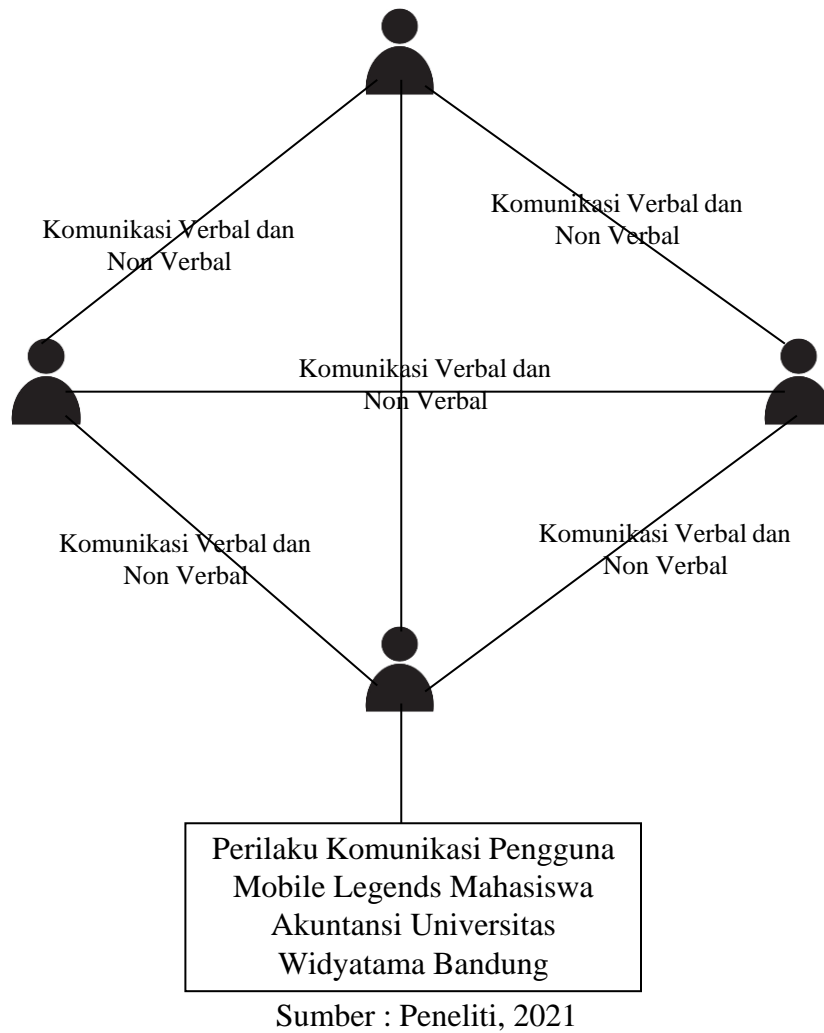 Komunikasi Verbal dan
Non Verbal
Komunikasi Verbal dan
Non Verbal
Komunikasi Verbal dan
Non Verbal
Komunikasi Verbal dan
Non Verbal
Komunikasi Verbal dan
Non Verbal
Perilaku Komunikasi Pengguna
Mobile Legends Mahasiswa
Akuntansi Universitas
Widyatama Bandung
Sumber : Peneliti, 2021